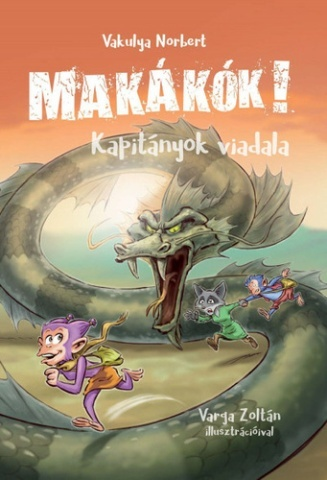 Vakulya Norbert
MAKÁKÓK!
Kapitányok viadala
Varga Zoltán
illusztrációival